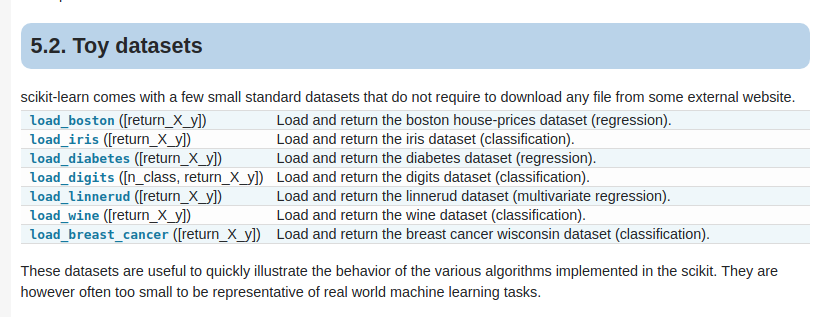 5.2. Toy datasets
scikit-learn comes with a few small standard datasets that do not require to download any file from some external website.
load_boston ([return_X_y]) Load and return the boston house-prices dataset (regression).
load_iris ([return_X_y]) Load and return the iris dataset (classification).
load_diabetes ([return_X_y]) Load and return the diabetes dataset (regression).
load_digits ([n_class, return_X_y]) Load and return the digits dataset (classification).
load_linnerud ([return_X_y]) Load and return the linnerud dataset (multivariate regression).
load_wine ([return_X_y]) Load and return the wine dataset (classification).
load_breast_cancer ([return_X_y]) Load and return the breast cancer wisconsin dataset (classification).
These datasets are useful to quickly illustrate the behavior of the various algorithms implemented in the scikit. They are
however often too small to be representative of real world machine learning tasks.